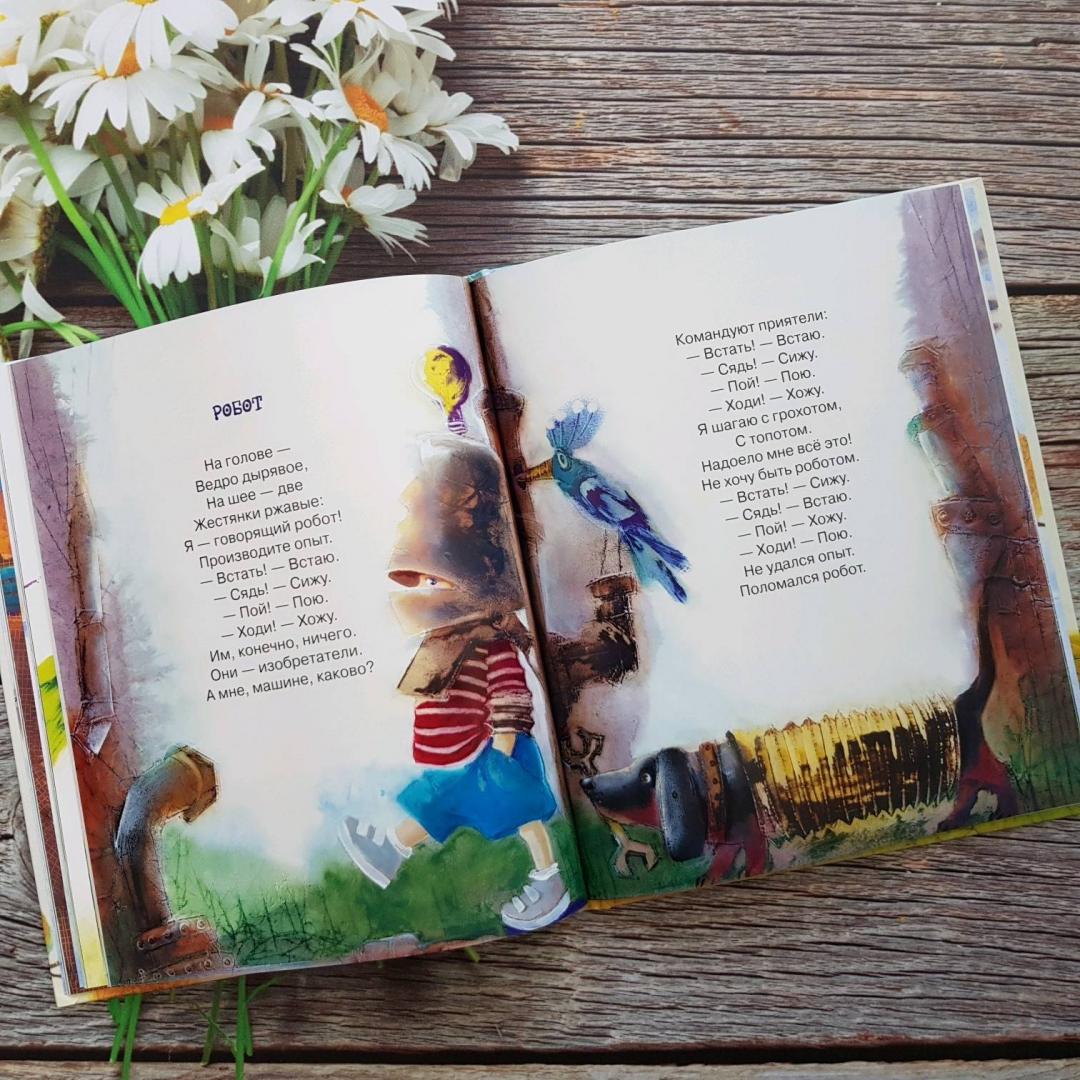 РОБОТ
На голове —
Ведро дырявое,
На шее — две
Жестянки ржавые:
Я — говорящий робот!
Производите опыт.
— Встать! — Встаю.
— Сядь! — Сижу.
— Пой! — Пою.
— Ходи! — Хожу.
Им, конечно, ничего.
Они — изобретатели.
А мне, машине, каково?
Командуют приятели:
— Встать! — Встаю.
— Сядь! — Сижу.
— Пой! — Пою.
— Ходи! — Хожу.
Я шагаю с грохотом,
С топотом.
Надоело мне всё это!
Не хочу быть роботом.
— Встать! — Сижу.
— Сядь! — Встаю.
— Пой! — Хожу.
— Ходи! — Пою.
Не удался опыт.
Поломался робот.